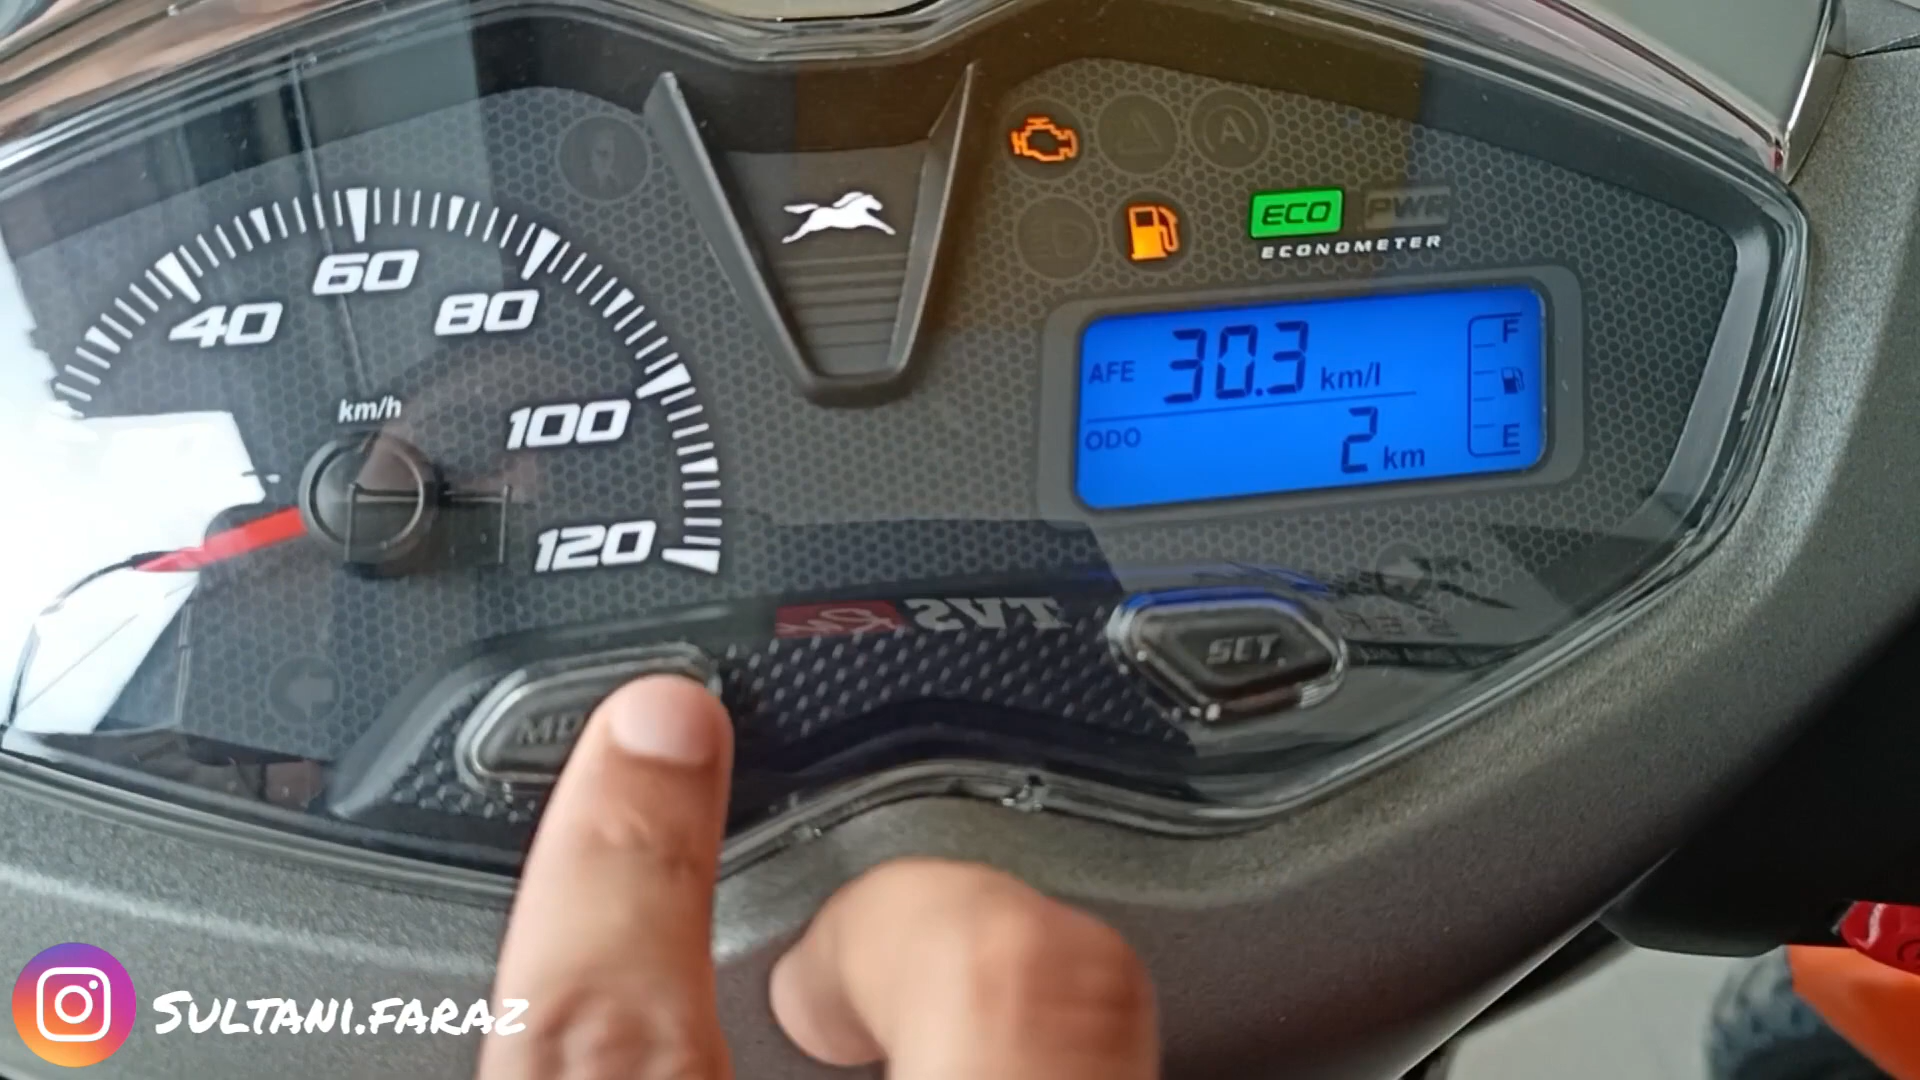 A
ECO PWR
ECONOMETER
40
60
80
100
120
km/h
AFE 30.3 km/l
ODO 2 km
F
E
SET
SULTANI.FARAZ